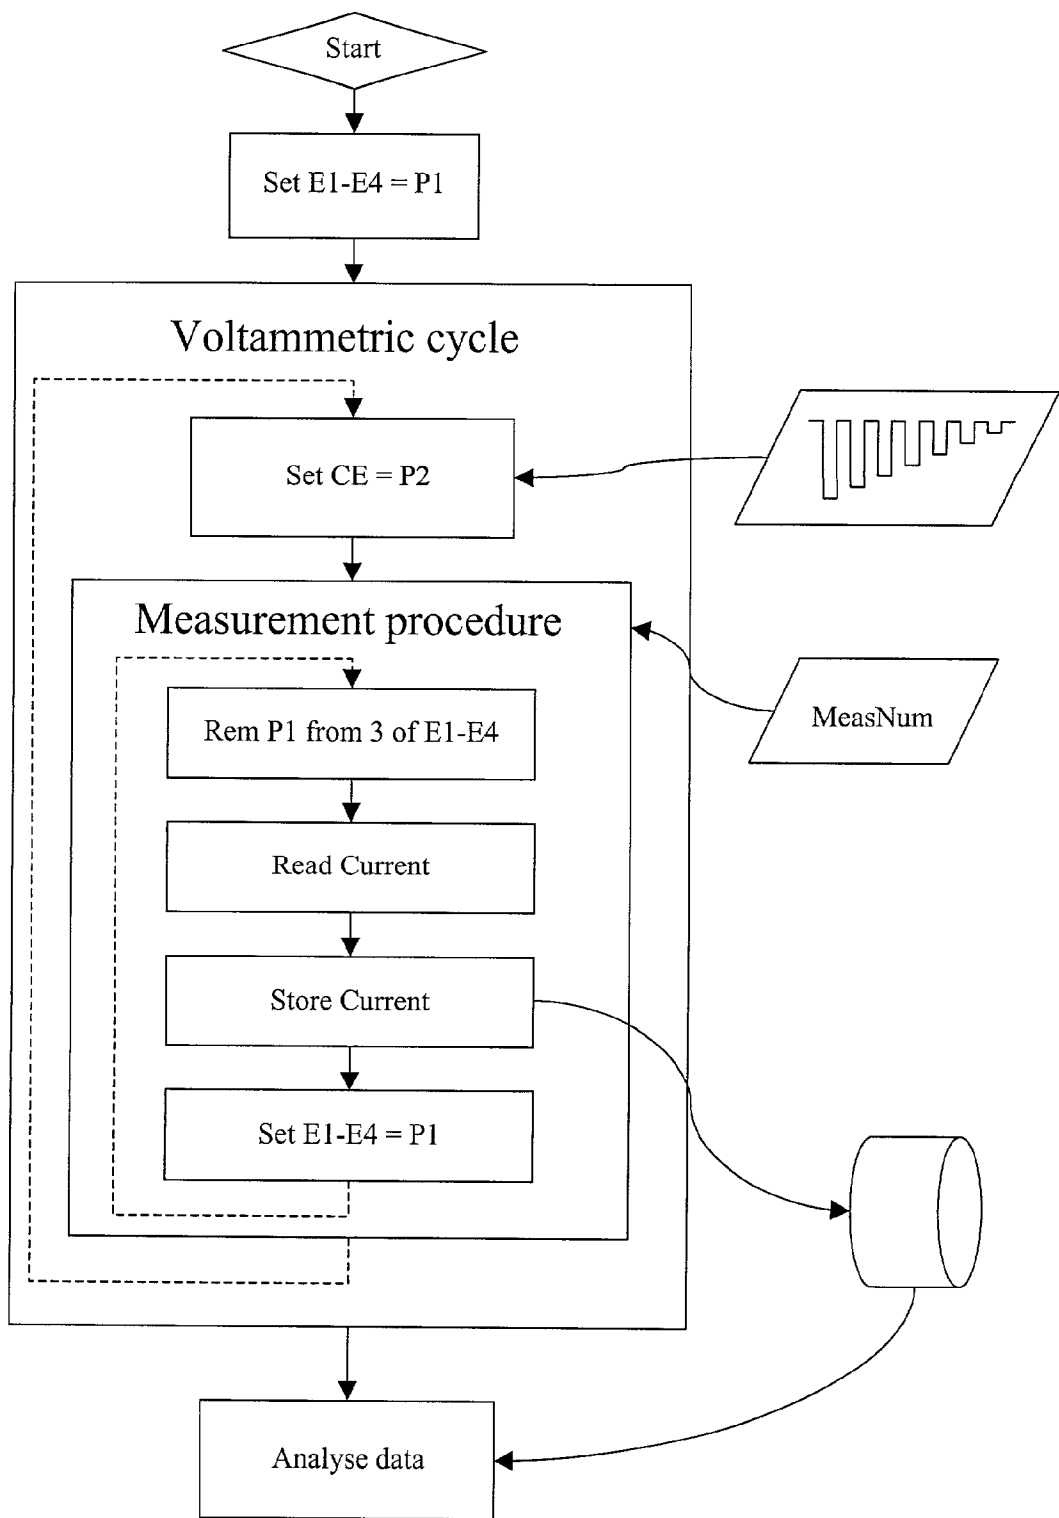 Start
Set E1-E4 = P1
Voltammetric cycle
Set CE = P2
Measurement procedure
MeasNum
Rem P1 from 3 of E1-E4
Read Current
Store Current
Set E1-E4 = P1
Analyse data